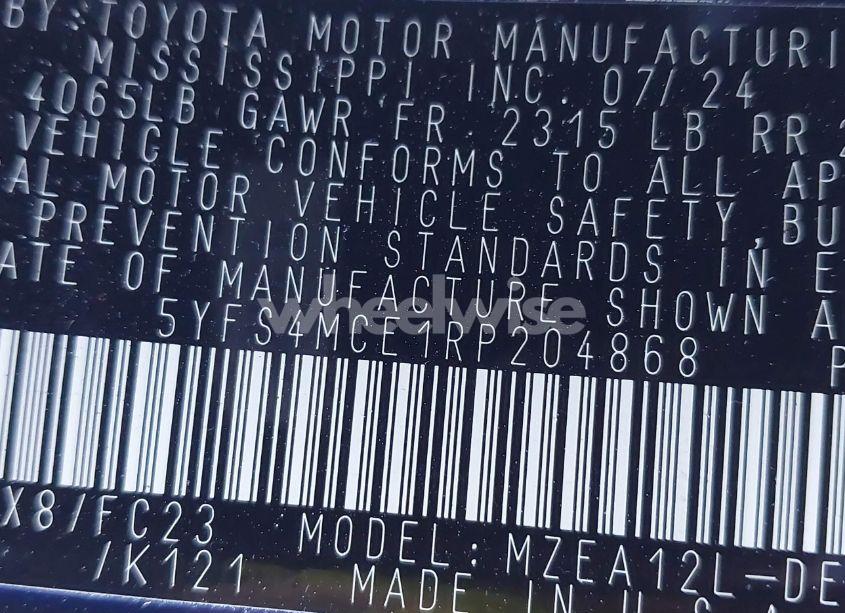 BY TOYOTA MOTOR MANUFACTURI
MISSISSIPPI INC. 07/24
4065LB GAWR FR 2315 LB RR 2
VEHICLE CONFORMS TO ALL AP
AL MOTOR VEHICLE SAFETY,BU
PREVENTION STANDARDS IN E
ATE OF MANUFACTURE SHOWN A
wheelwise
5YFS4MCE1RP204868 P
X8/FC23 MODEL:MZEA12L-DE
/K121 MADE IN U.S